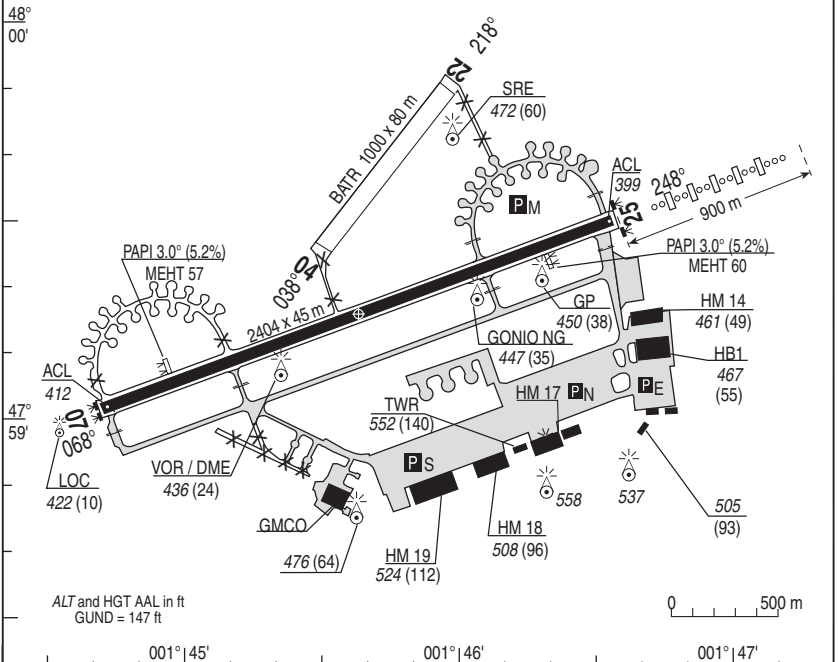 48°
00'
22
218°
SRE
472 (60)
BATR 1000 x 80 m
ACL
399
248°
25
900 m
P M
PAPI 3.0° (5.2%)
MEHT 57
PAPI 3.0° (5.2%)
MEHT 60
04
038°
2404 x 45 m
GP
450 (38)
HM 14
461 (49)
GONIO NG
447 (35)
HB1
467
(55)
ACL
412
HM 17
P N
P E
TWR
552 (140)
47°
59'
07
068°
LOC
422 (10)
VOR / DME
436 (24)
P S
558
537
505
(93)
GMCO
476 (64)
HM 18
508 (96)
HM 19
524 (112)
ALT and HGT AAL in ft
GUND = 147 ft
0 500 m
001° 45'
001° 46'
001° 47'